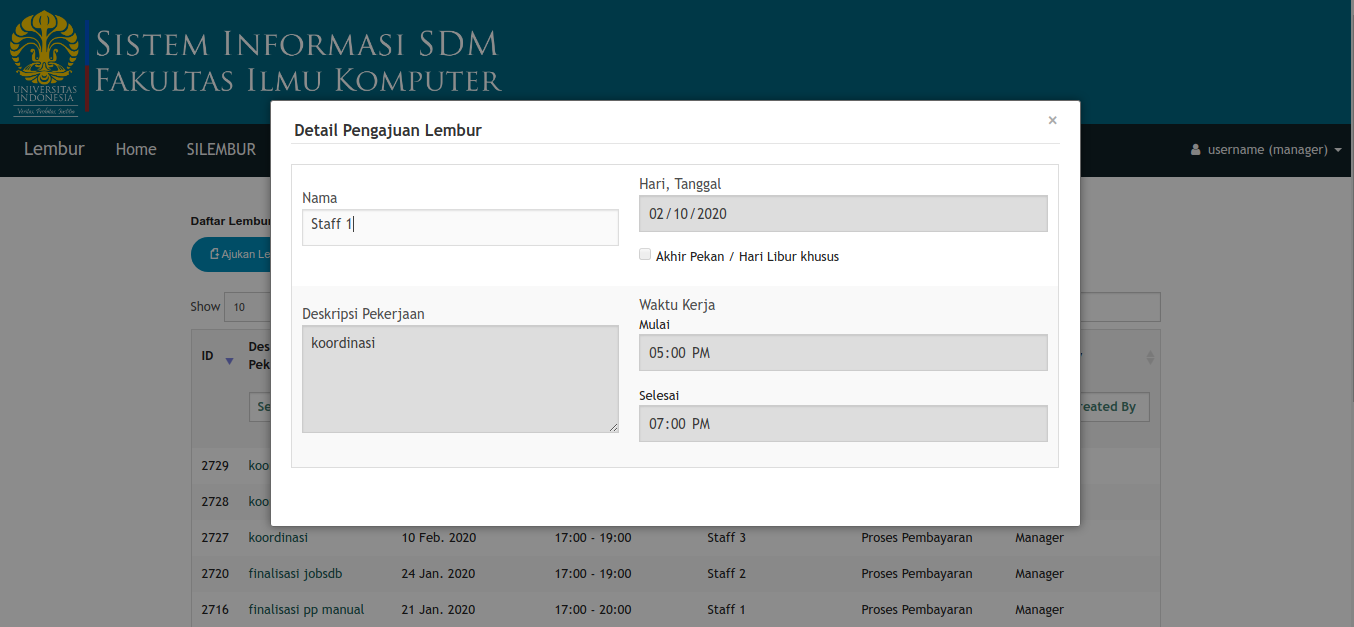 SISTEM INFORMASI SDM
FAKULTAS ILMU KOMPUTER
UNIVERSITAS
INDONESIA
Veritas, Probitas, Iustitia
Lembur Home SILEMBUR username (manager)
Detail Pengajuan Lembur ×
Nama
Staff 1
Hari, Tanggal
02/10/2020
Akhir Pekan / Hari Libur khusus
Deskripsi Pekerjaan
koordinasi
Waktu Kerja
Mulai
05:00 PM
Selesai
07:00 PM
Daftar Lembur
Ajukan Le
Show 10
ID Des
Pek
Se reated By
2729 koo
2728 koo
2727 koordinasi 10 Feb. 2020 17:00 - 19:00 Staff 3 Proses Pembayaran Manager
2720 finalisasi jobsdb 24 Jan. 2020 17:00 - 19:00 Staff 2 Proses Pembayaran Manager
2716 finalisasi pp manual 21 Jan. 2020 17:00 - 20:00 Staff 1 Proses Pembayaran Manager